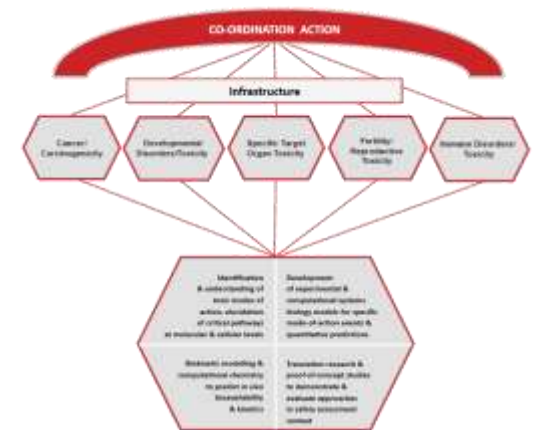 CO-ORDINATION ACTION
Infrastructure
Cancer/
Carcinogenicity
Developmental
Disorders/Toxicity
Specific Target
Organ Toxicity
Fertility/
Reproductive
Toxicity
Immune Disorders/
Toxicity
Identification
& understanding of
toxic modes of
action, elucidation
of critical pathways
at molecular & cellular levels
Development
of experimental &
computational systems
biology models for specific
mode-of-action events &
quantitative predictions.
modelling &
computational chemistry
to predict in vivo
bioavailability
& kinetics
Translation research &
proof-of-concept studies
to demonstrate &
evaluate approaches
in safety assessment
context